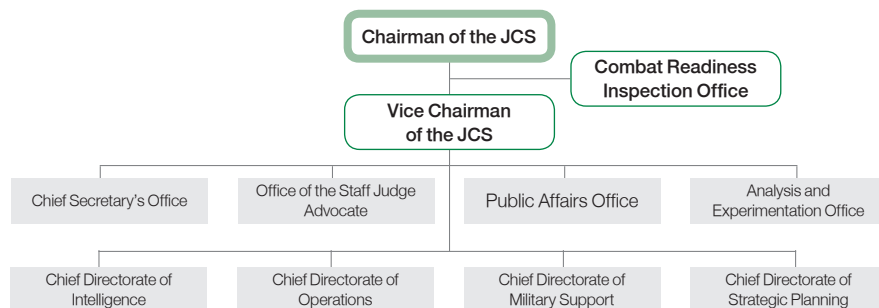 Chairman of the JCS
Combat Readiness
Inspection Office
Vice Chairman
of the JCS
Chief Secretary's Office
Office of the Staff Judge
Advocate
Public Affairs Office
Analysis and
Experimentation Office
Chief Directorate of
Intelligence
Chief Directorate of
Operations
Chief Directorate of
Military Support
Chief Directorate of
Strategic Planning